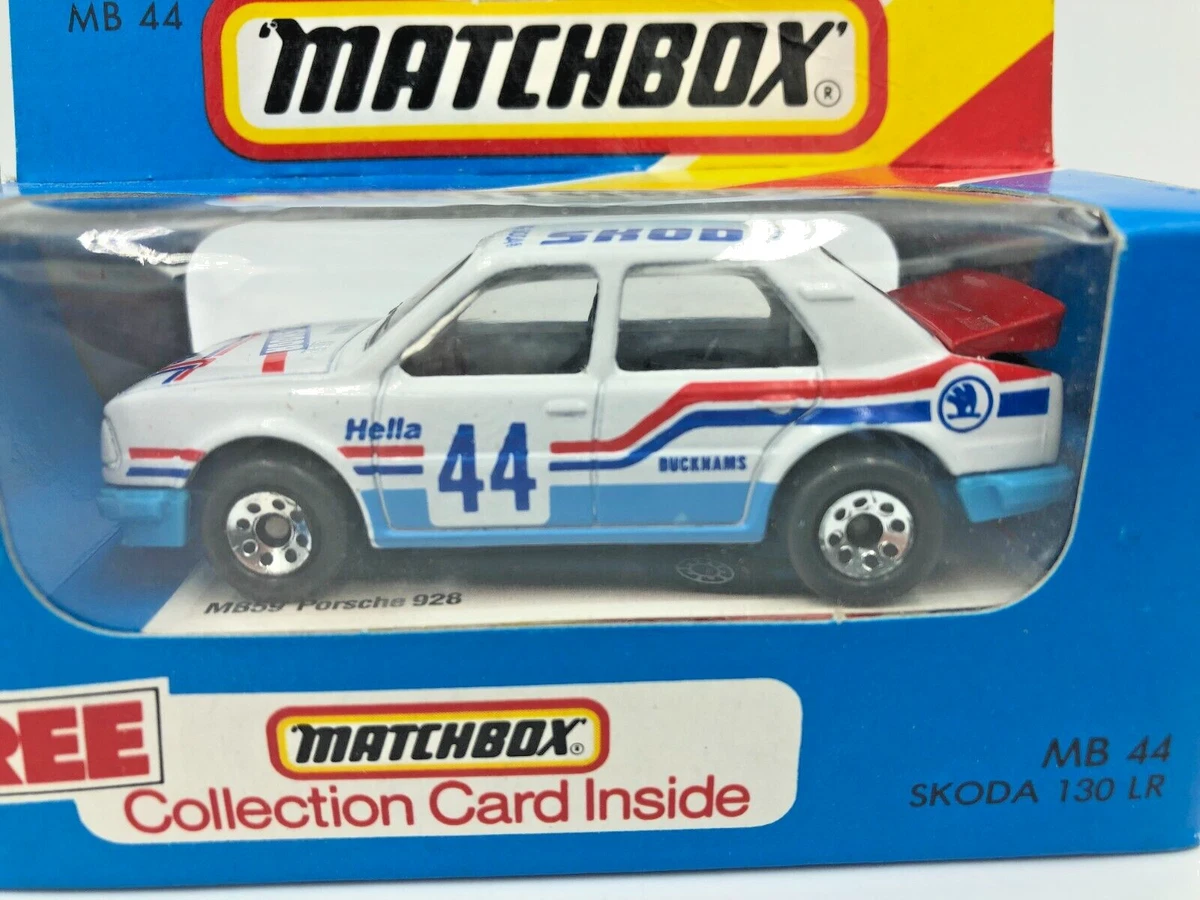 MB 44
MATCHBOX®
SKOD
Hella
44
DUCKHAMS
MB59 Porsche 928
REE
MATCHBOX®
Collection Card Inside
MB 44
SKODA 130 LR